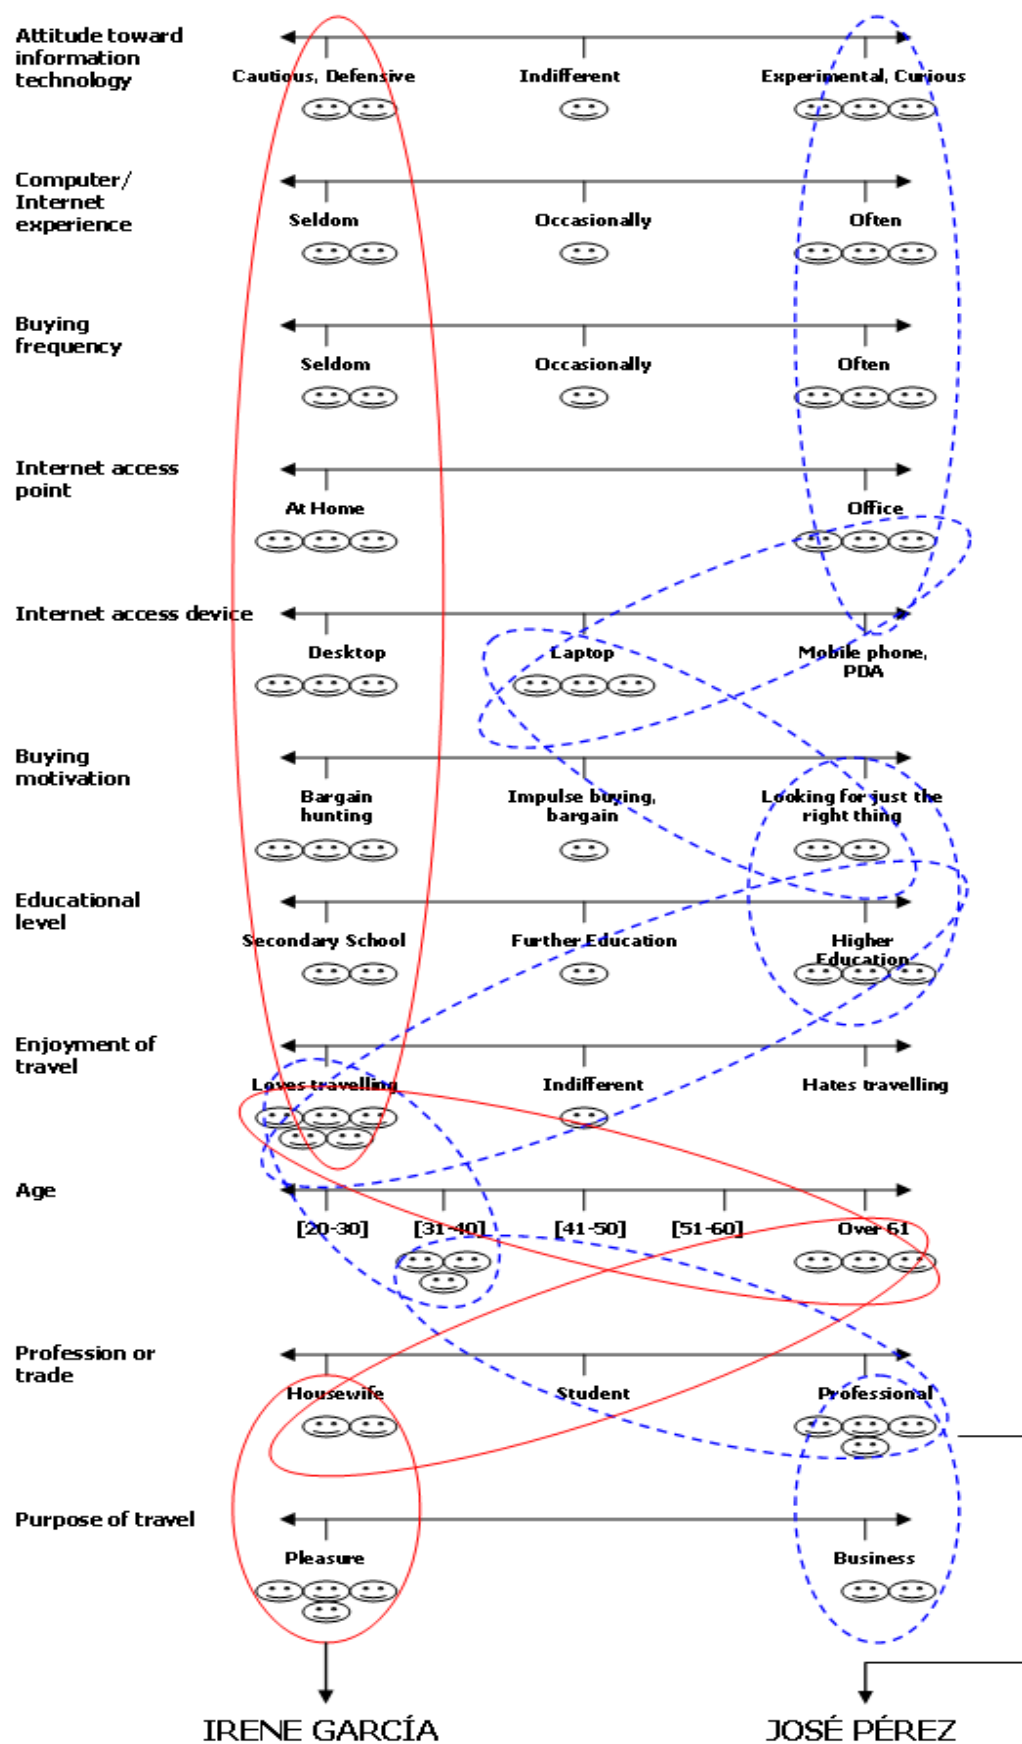 Attitude toward
information
technology
Cautious, Defensive
Indifferent
Experimental, Curious
Computer/
Internet
experience
Seldom
Occasionally
Often
Buying
frequency
Seldom
Occasionally
Often
Internet access
point
At Home
Office
Internet access device
Desktop
Laptop
Mobile phone,
PDA
Buying
motivation
Bargain
hunting
Impulse buying,
bargain
Looking for just the
right thing
Educational
level
Secondary School
Further Education
Higher
Education
Enjoyment of
travel
Loves travelling
Indifferent
Hates travelling
Age
[20-30]
[31-40]
[41-50]
[51-60]
Over 61
Profession or
trade
Housewife
Student
Professional
Purpose of travel
Pleasure
Business
IRENE GARCÍA
JOSÉ PÉREZ